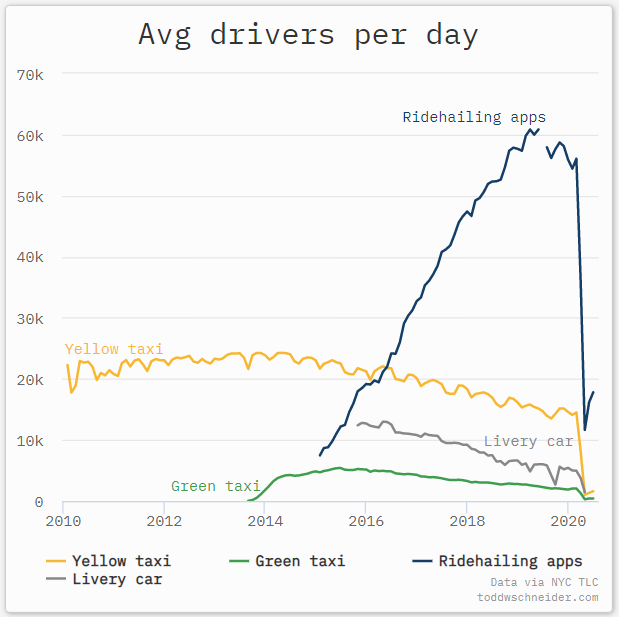 Avg drivers per day
70k
60k
50k
40k
30k
20k
10k
0
Ridehailing apps
Yellow taxi
Livery car
Green taxi
2010 2012 2014 2016 2018 2020
Yellow taxi Green taxi Ridehailing apps
Livery car
Data via NYC TLC
toddwschneider.com